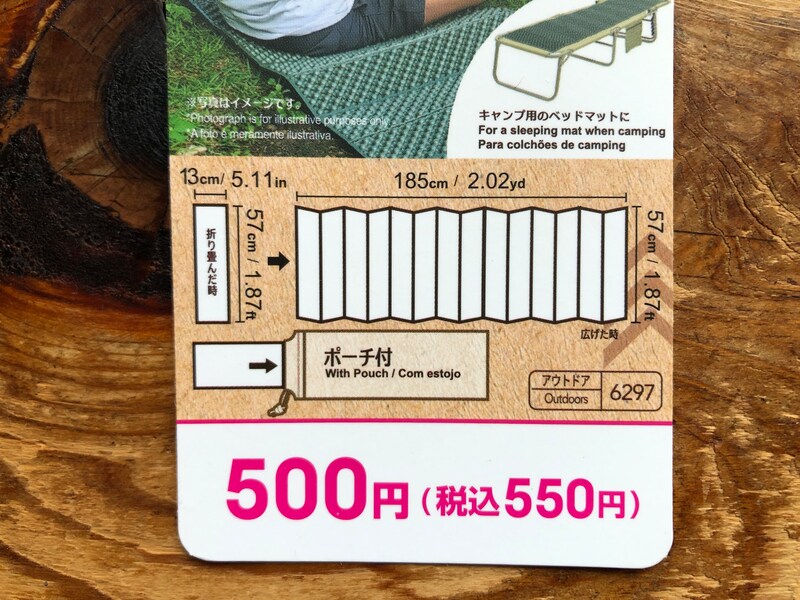 ※写真はイメージです。
*Photograph is for illustrative purposes only.
*A foto é meramente ilustrativa.
キャンプ用のベッドマットに
For a sleeping mat when camping
Para colchões de camping
13cm/ 5.11in
185cm / 2.02yd
折り畳んだ時
57cm / 1.87ft
57cm / 1.87ft
広げた時
ポーチ付
With Pouch / Com estojo
アウトドア
Outdoors
6297
500円(税込550円)